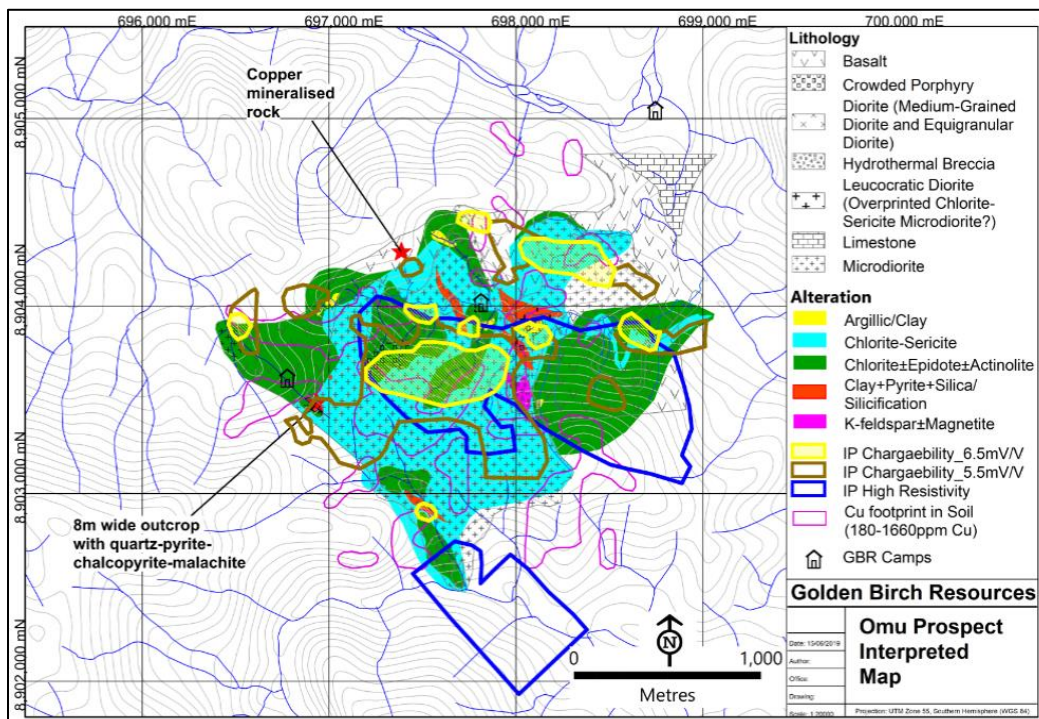 696,000 mE
697,000 mE
698,000 mE
699,000 mE
700,000 mE
8,905,000 mN
8,904,000 mN
8,903,000 mN
8,902,000 mN
Copper
mineralised
rock
8m wide outcrop
with quartz-pyrite-
chalcopyrite-malachite
N
0
1,000
Metres
Lithology
Basalt
Crowded Porphyry
Diorite (Medium-Grained
Diorite and Equigranular
Diorite)
Hydrothermal Breccia
Leucocratic Diorite
(Overprinted Chlorite-
Sericite Microdiorite?)
Limestone
Microdiorite
Alteration
Argillic/Clay
Chlorite-Sericite
Chlorite±Epidote±Actinolite
Clay+Pyrite+Silica/
Silicification
K-feldspar±Magnetite
IP Chargaebility_6.5mV/V
IP Chargaebility_5.5mV/V
IP High Resistivity
Cu footprint in Soil
(180-1660ppm Cu)
GBR Camps
Golden Birch Resources
Omu Prospect
Interpreted
Map
Date: 15/06/2019
Author:
Office:
Drawing:
Scale: 1:20000
Projection: UTM Zone 55, Southern Hemisphere (WGS 84)